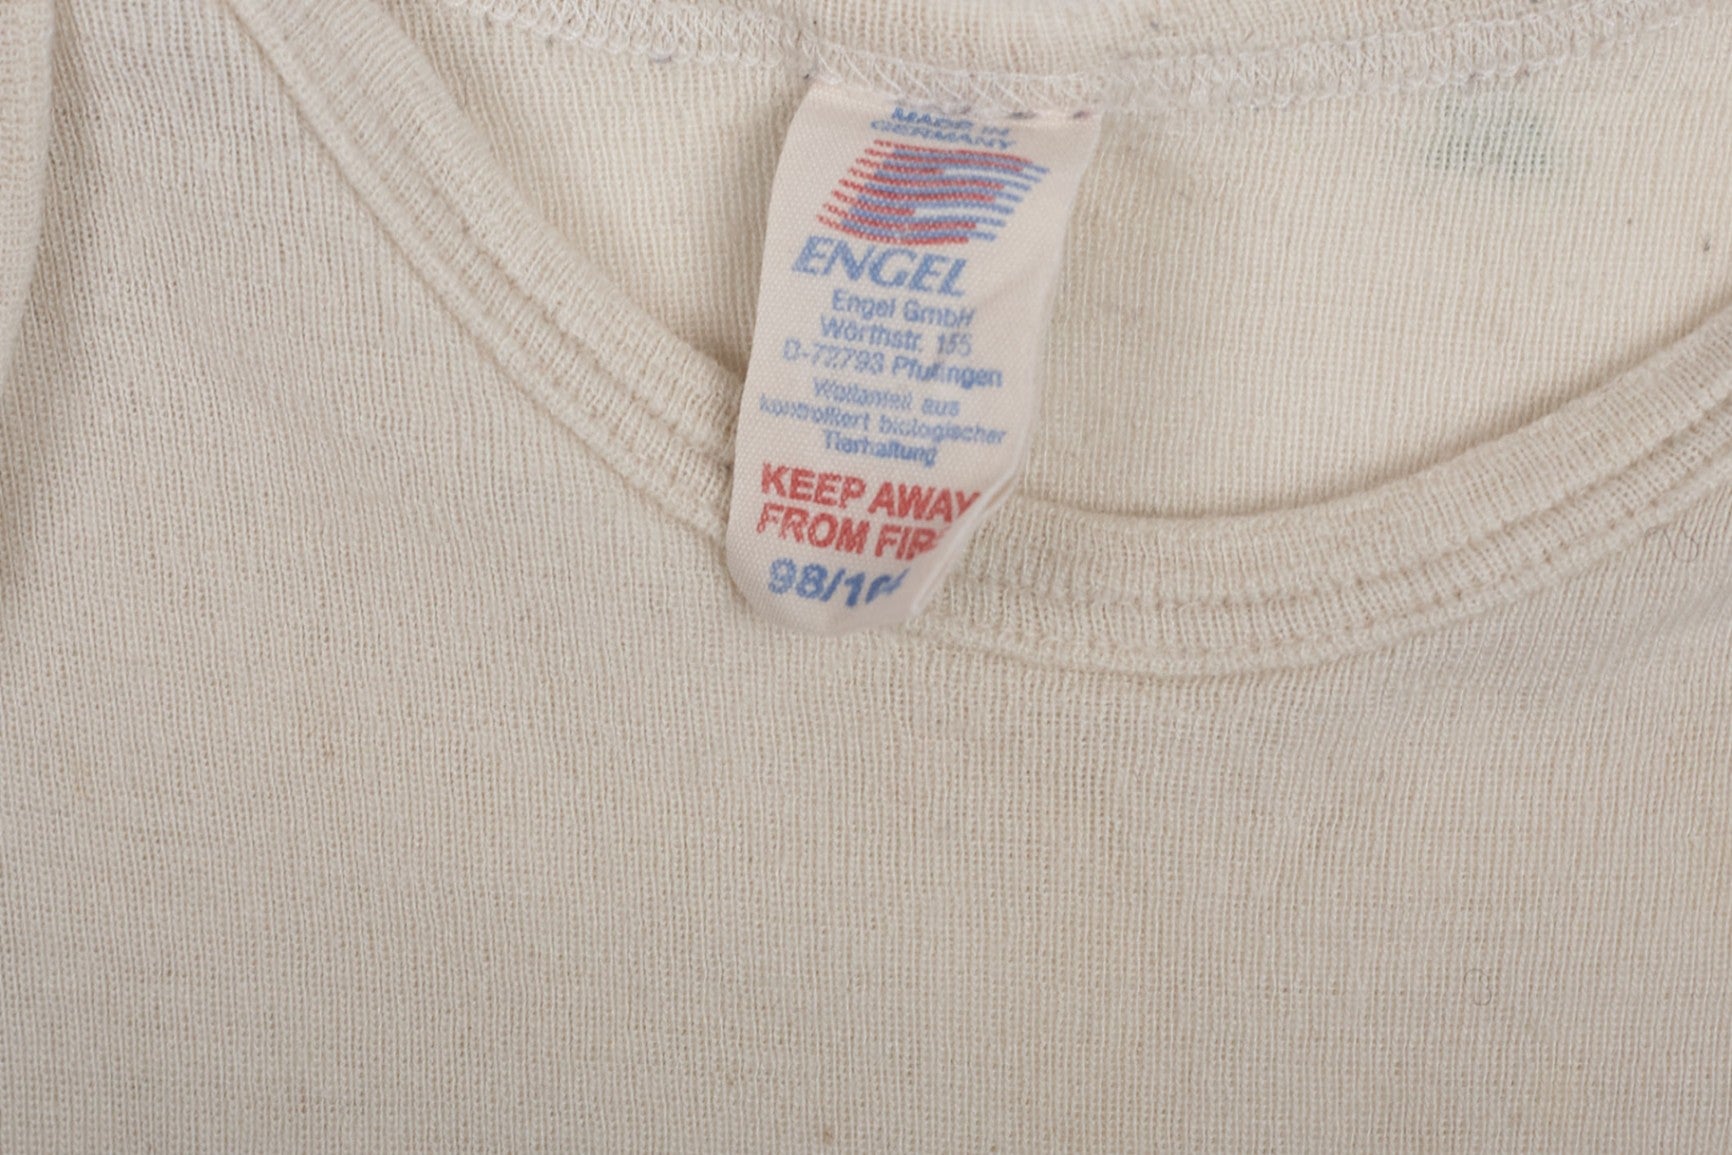 MADE IN
GERMANY
ENGEL
Engel GmbH
Wörthstr. 155
D-72793 Pfullingen
Wollanteil aus
kontrolliert biologischer
Tierhaltung
KEEP AWAY
FROM FIR
98/10